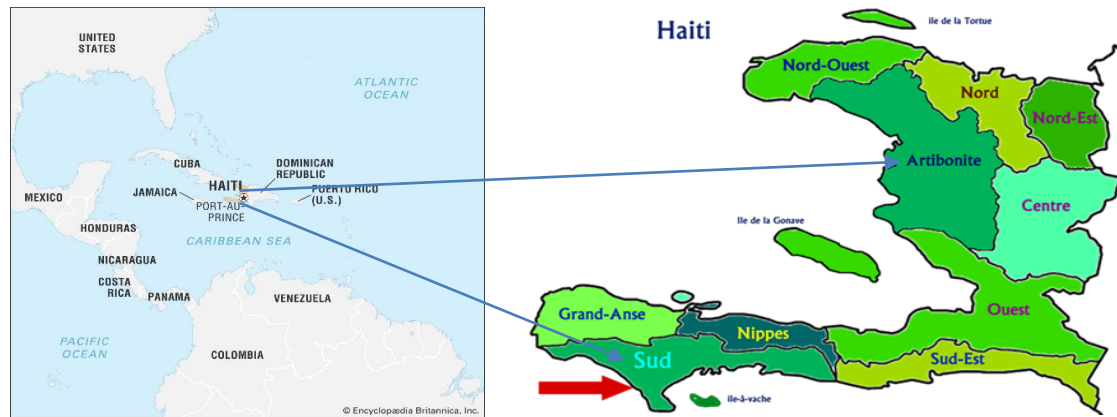 UNITED
STATES
ATLANTIC
OCEAN
CUBA
DOMINICAN
REPUBLIC
HAITI
JAMAICA
PUERTO RICO
(U.S.)
PORT-AU-
PRINCE
MEXICO
HONDURAS
CARIBBEAN SEA
NICARAGUA
COSTA
RICA
PANAMA
VENEZUELA
PACIFIC
OCEAN
COLOMBIA
© Encyclopædia Britannica, Inc.
Haiti
ile de la Tortue
Nord-Ouest
Nord
Nord-Est
Artibonite
Centre
Ile de la Gonave
Ouest
Grand-Anse
Nippes
Sud
Sud-Est
ile-à-vache